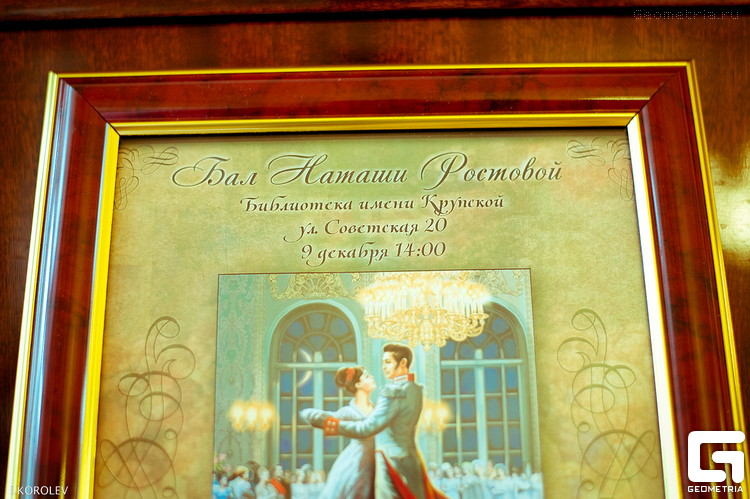 Geometria.ru
Бал Наташи Ростовой
Библиотека имени Крупской
ул. Советская 20
9 декабря 14:00
KOROLEV
GEOMETRIA